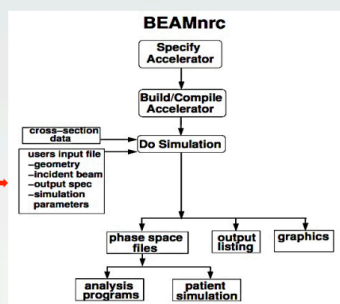 BEAMnrc
Specify
Accelerator
Build/Compile
Accelerator
cross-section
data
Do Simulation
users input file
-geometry
-incident beam
-output spec
-simulation
parameters
phase space
files
output
listing
graphics
analysis
programs
patient
simulation